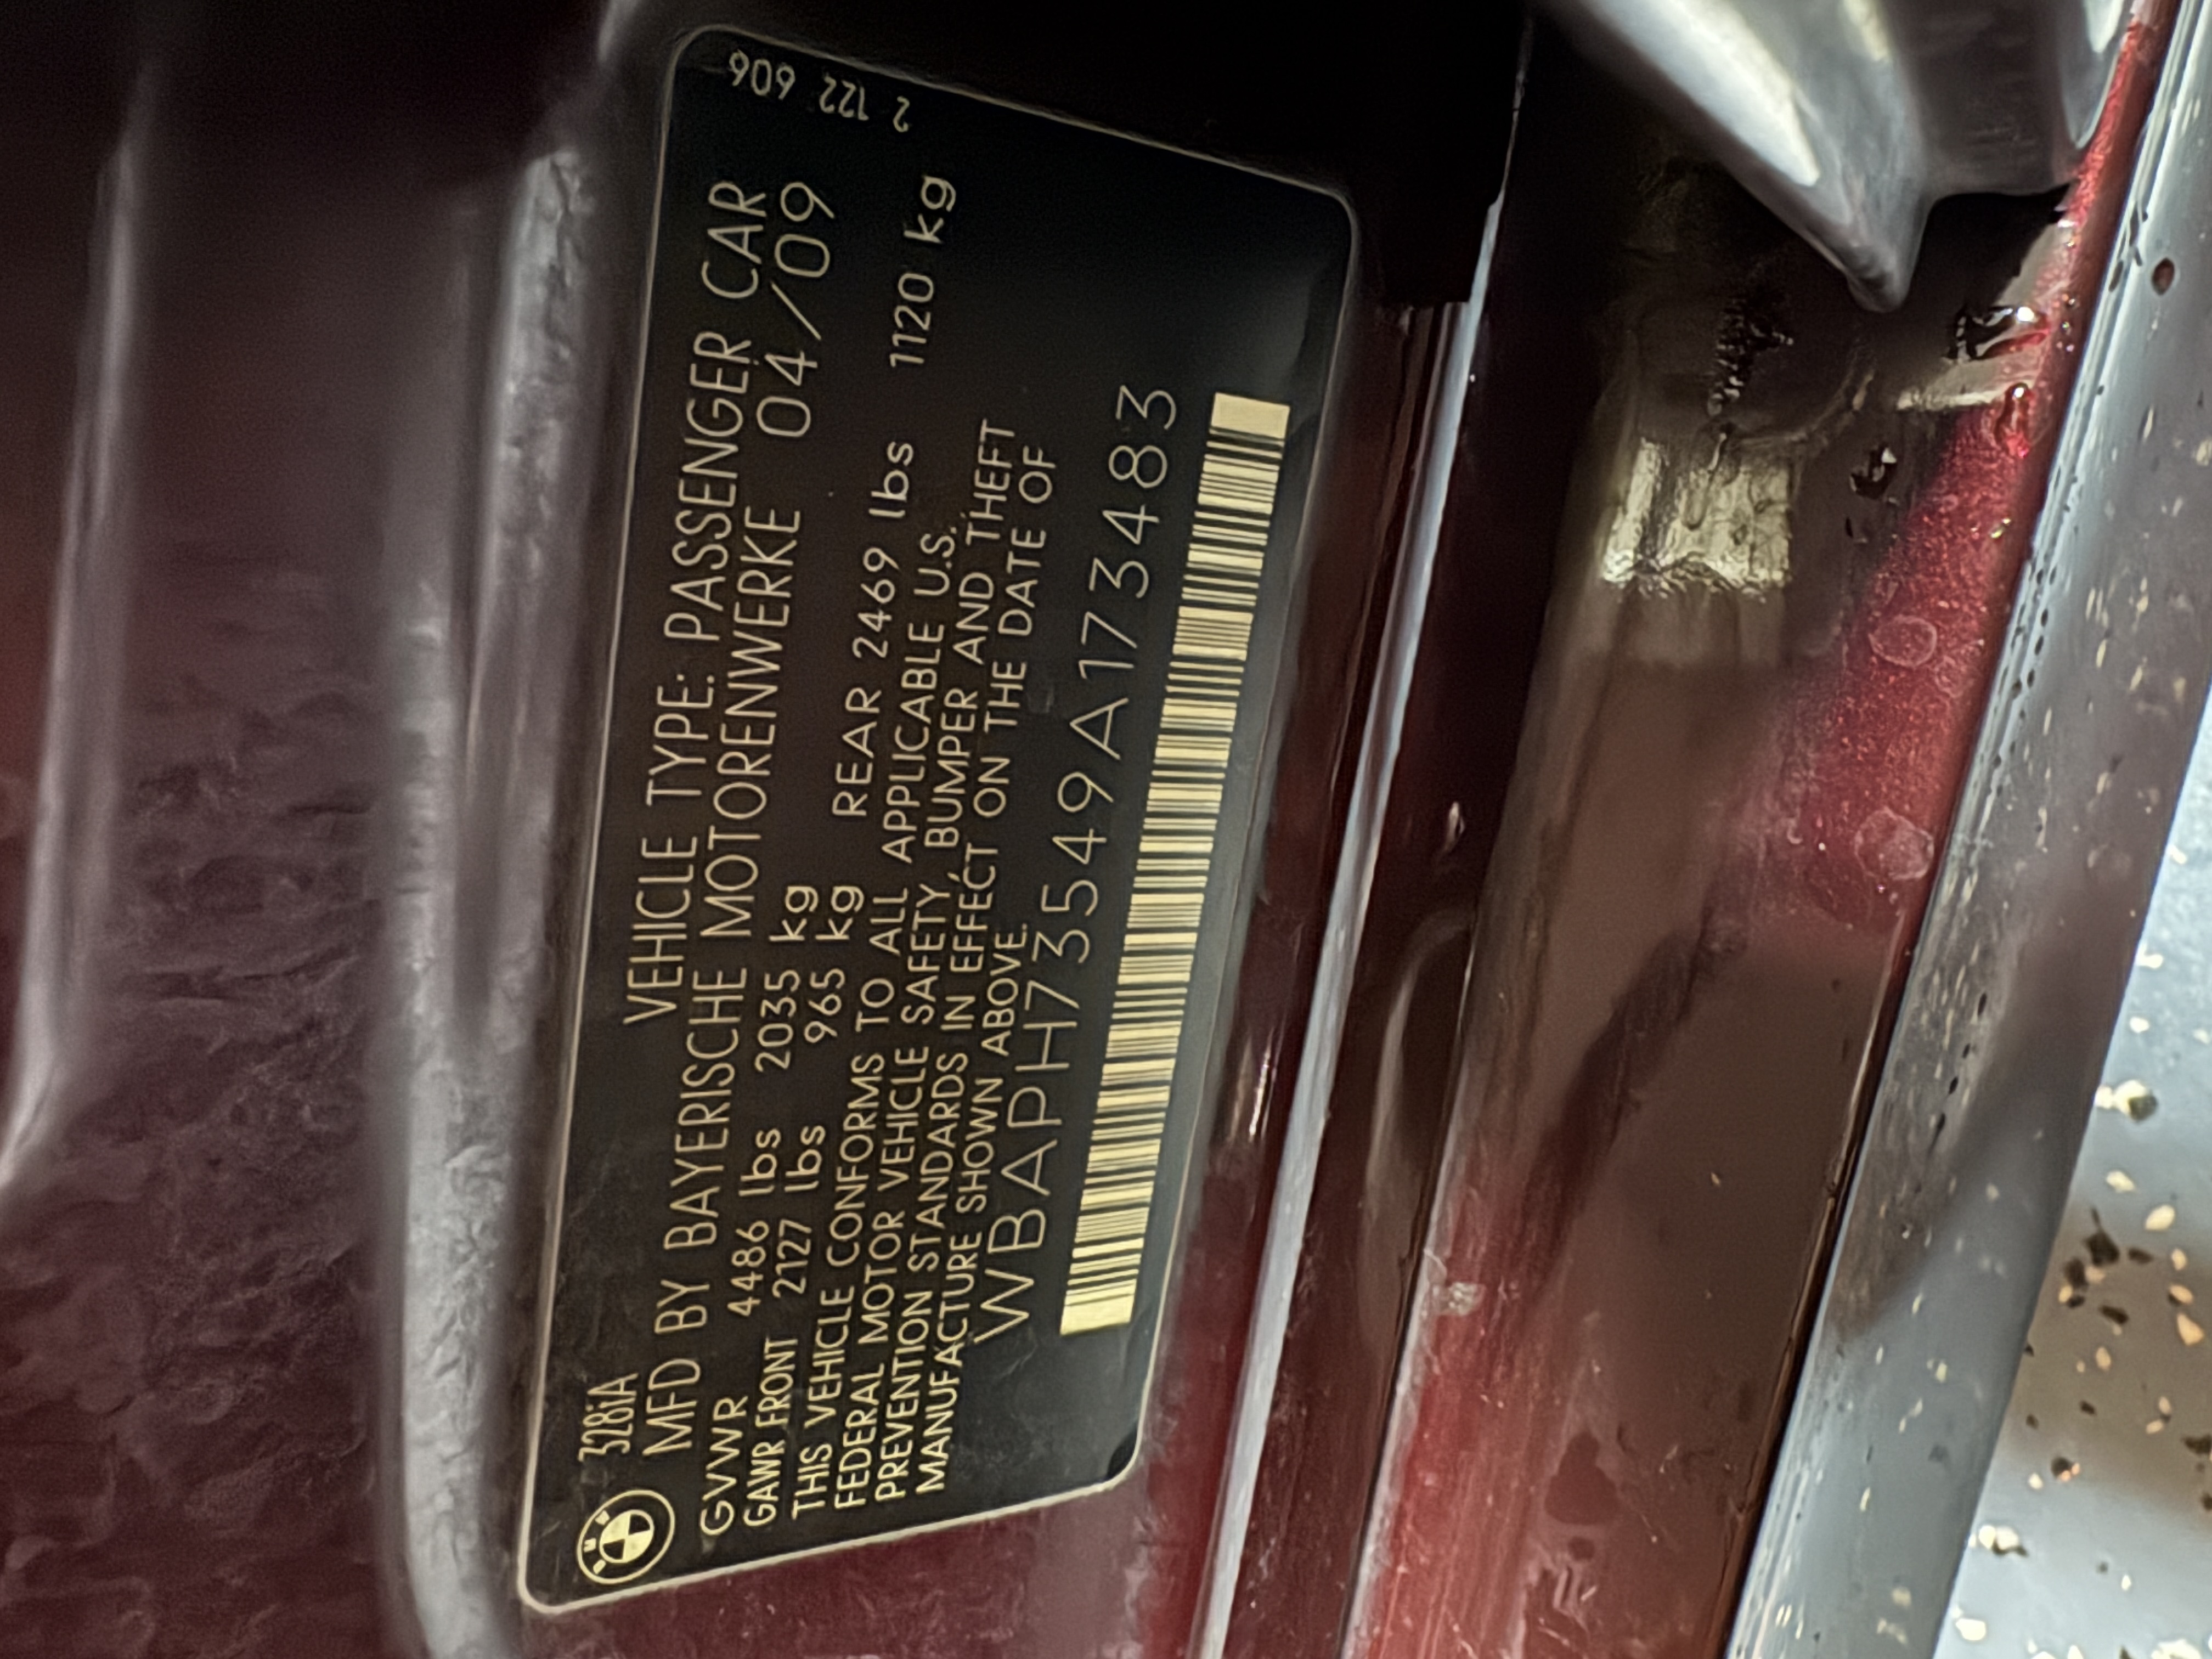 328iA
VEHICLE TYPE: PASSENGER CAR
MFD BY BAYERISCHE MOTORENWERKE 04/09
GVWR 4486 lbs 2035 kg
GAWR FRONT 2127 lbs 965 kg REAR 2469 lbs 1120 kg
THIS VEHICLE CONFORMS TO ALL APPLICABLE U.S.
FEDERAL MOTOR VEHICLE SAFETY, BUMPER AND THEFT
PREVENTION STANDARDS IN EFFECT ON THE DATE OF
MANUFACTURE SHOWN ABOVE.
WBAPH73549A173483
2 122 606
BMW